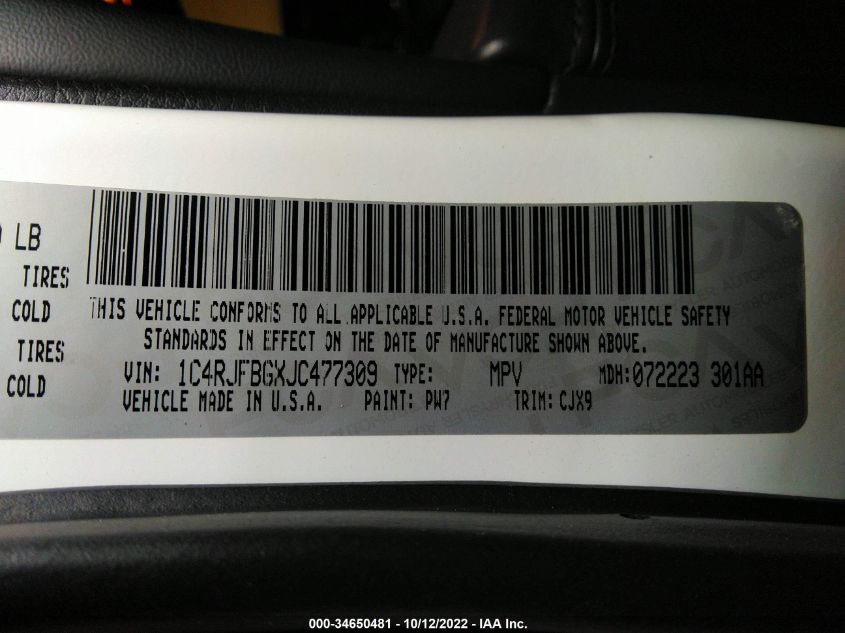 LB
TIRES
COLD
TIRES
COLD
THIS VEHICLE CONFORMS TO ALL APPLICABLE U.S.A. FEDERAL MOTOR VEHICLE SAFETY
STANDARDS IN EFFECT ON THE DATE OF MANUFACTURE SHOWN ABOVE.
VIN: 1C4RJFBGXJC477309 TYPE: MPV MDH: 072223 301AA
VEHICLE MADE IN U.S.A. PAINT: PW7 TRIM: CJX9
000-34650481 - 10/12/2022 - IAA Inc.